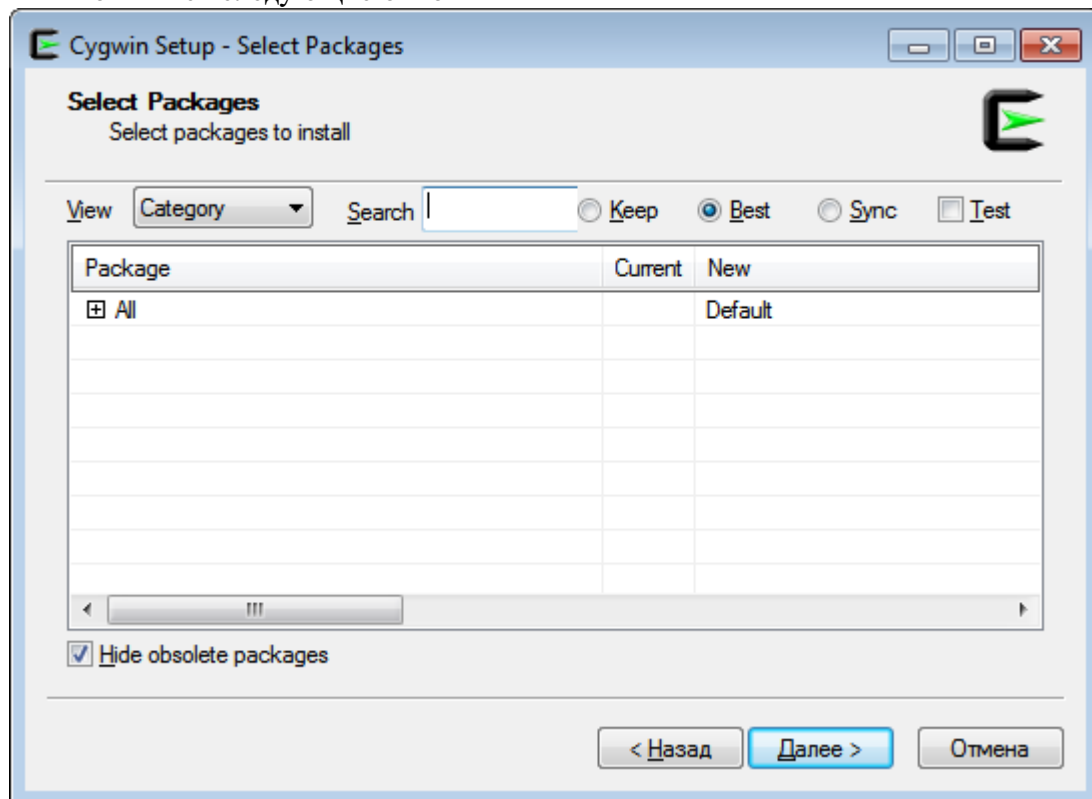 Cygwin Setup - Select Packages
Select Packages
Select packages to install
View Category Search Keep Best Sync Test
Package Current New
All Default
Hide obsolete packages
< Назад Далее > Отмена